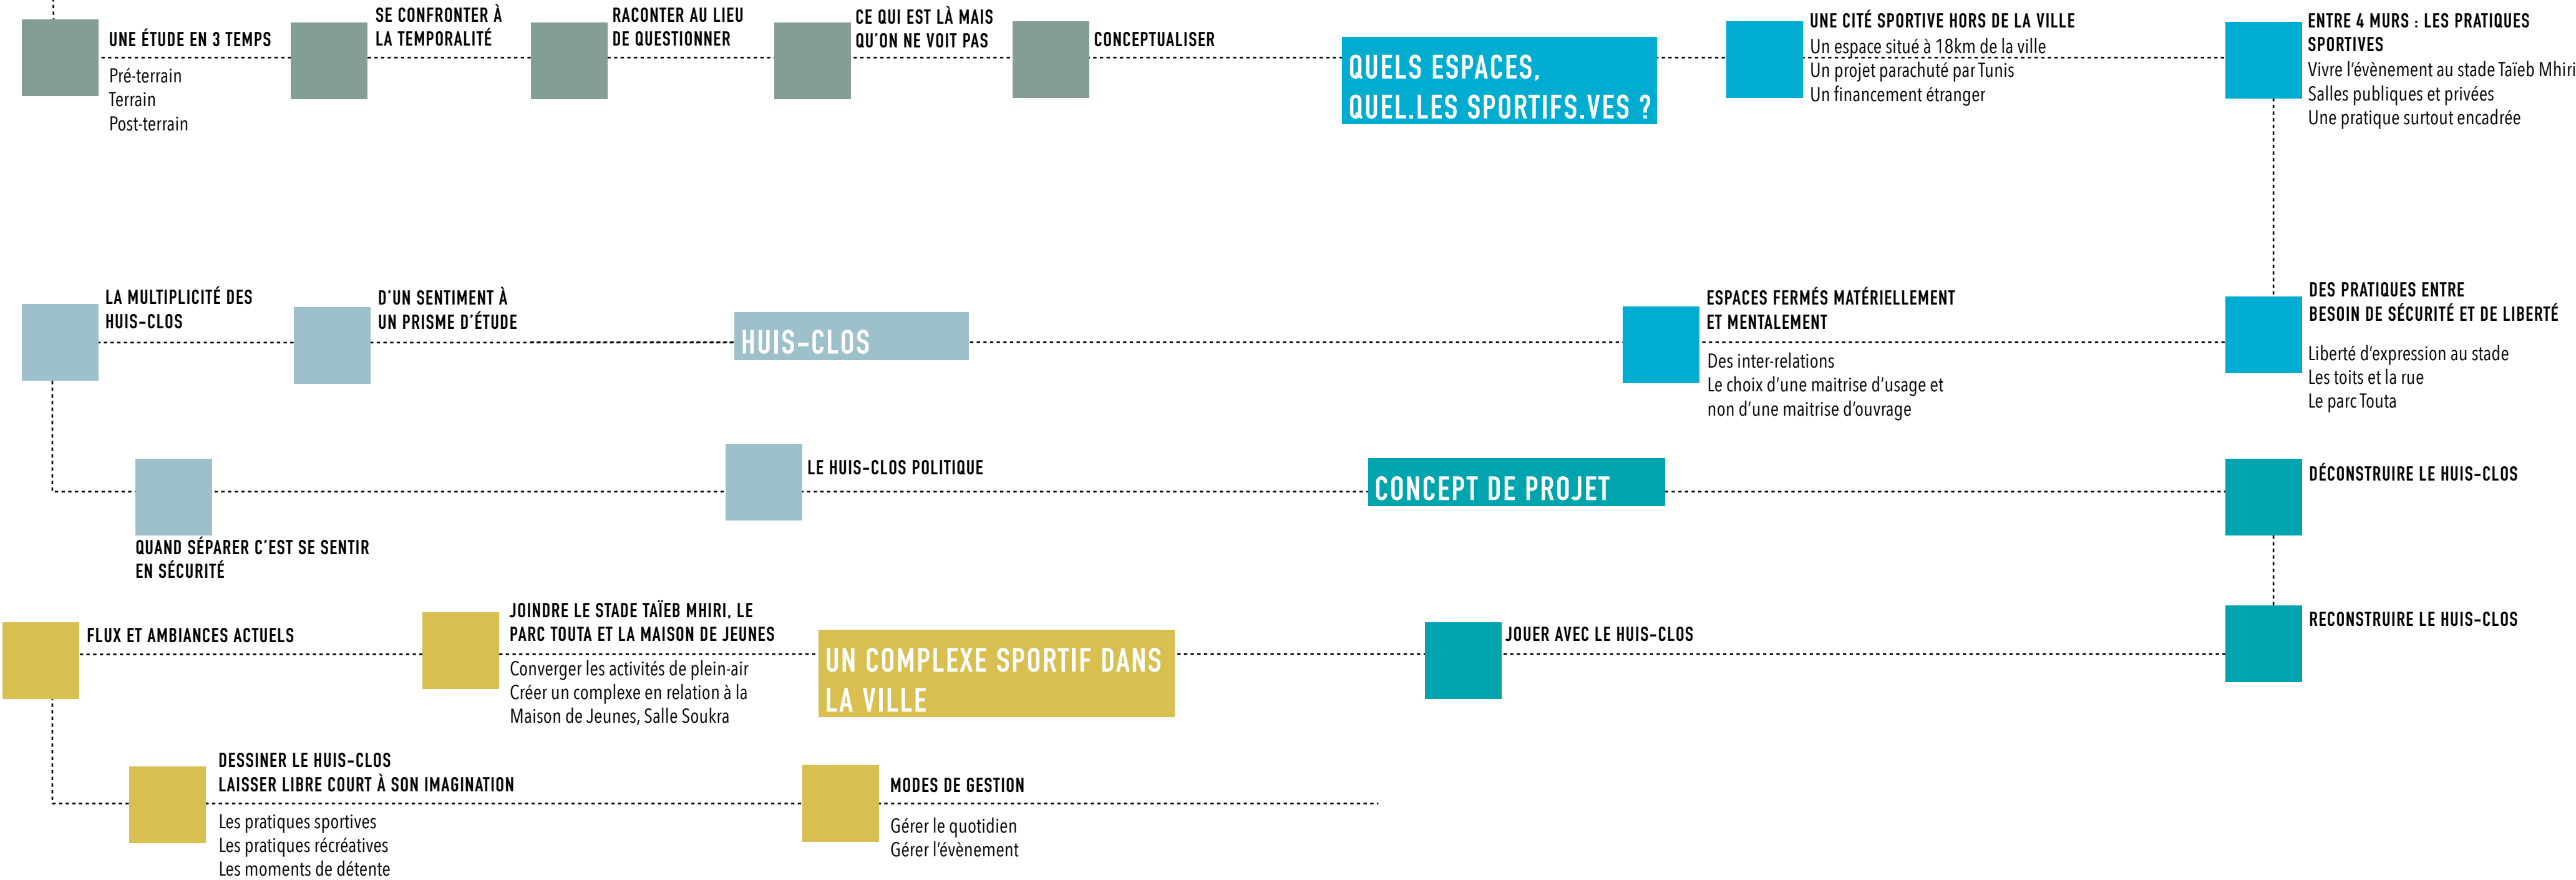 UNE ÉTUDE EN 3 TEMPS
Pré-terrain
Terrain
Post-terrain
SE CONFRONTER À
LA TEMPORALITÉ
RACONTER AU LIEU
DE QUESTIONNER
CE QUI EST LÀ MAIS
QU'ON NE VOIT PAS
CONCEPTUALISER
QUELS ESPACES,
QUEL.LES SPORTIFS.VES ?
UNE CITÉ SPORTIVE HORS DE LA VILLE
Un espace situé à 18km de la ville
Un projet parachuté par Tunis
Un financement étranger
ENTRE 4 MURS : LES PRATIQUES
SPORTIVES
Vivre l'évènement au stade Taïeb Mhiri
Salles publiques et privées
Une pratique surtout encadrée
LA MULTIPLICITÉ DES
HUIS-CLOS
D'UN SENTIMENT À
UN PRISME D'ÉTUDE
HUIS-CLOS
ESPACES FERMÉS MATÉRIELLEMENT
ET MENTALEMENT
Des inter-relations
Le choix d'une maitrise d'usage et
non d'une maitrise d'ouvrage
DES PRATIQUES ENTRE
BESOIN DE SÉCURITÉ ET DE LIBERTÉ
Liberté d'expression au stade
Les toits et la rue
Le parc Touta
QUAND SÉPARER C'EST SE SENTIR
EN SÉCURITÉ
LE HUIS-CLOS POLITIQUE
CONCEPT DE PROJET
DÉCONSTRUIRE LE HUIS-CLOS
FLUX ET AMBIANCES ACTUELS
JOINDRE LE STADE TAÏEB MHIRI, LE
PARC TOUTA ET LA MAISON DE JEUNES
Converger les activités de plein-air
Créer un complexe en relation à la
Maison de Jeunes, Salle Soukra
UN COMPLEXE SPORTIF DANS
LA VILLE
JOUER AVEC LE HUIS-CLOS
RECONSTRUIRE LE HUIS-CLOS
DESSINER LE HUIS-CLOS
LAISSER LIBRE COURT À SON IMAGINATION
Les pratiques sportives
Les pratiques récréatives
Les moments de détente
MODES DE GESTION
Gérer le quotidien
Gérer l'évènement